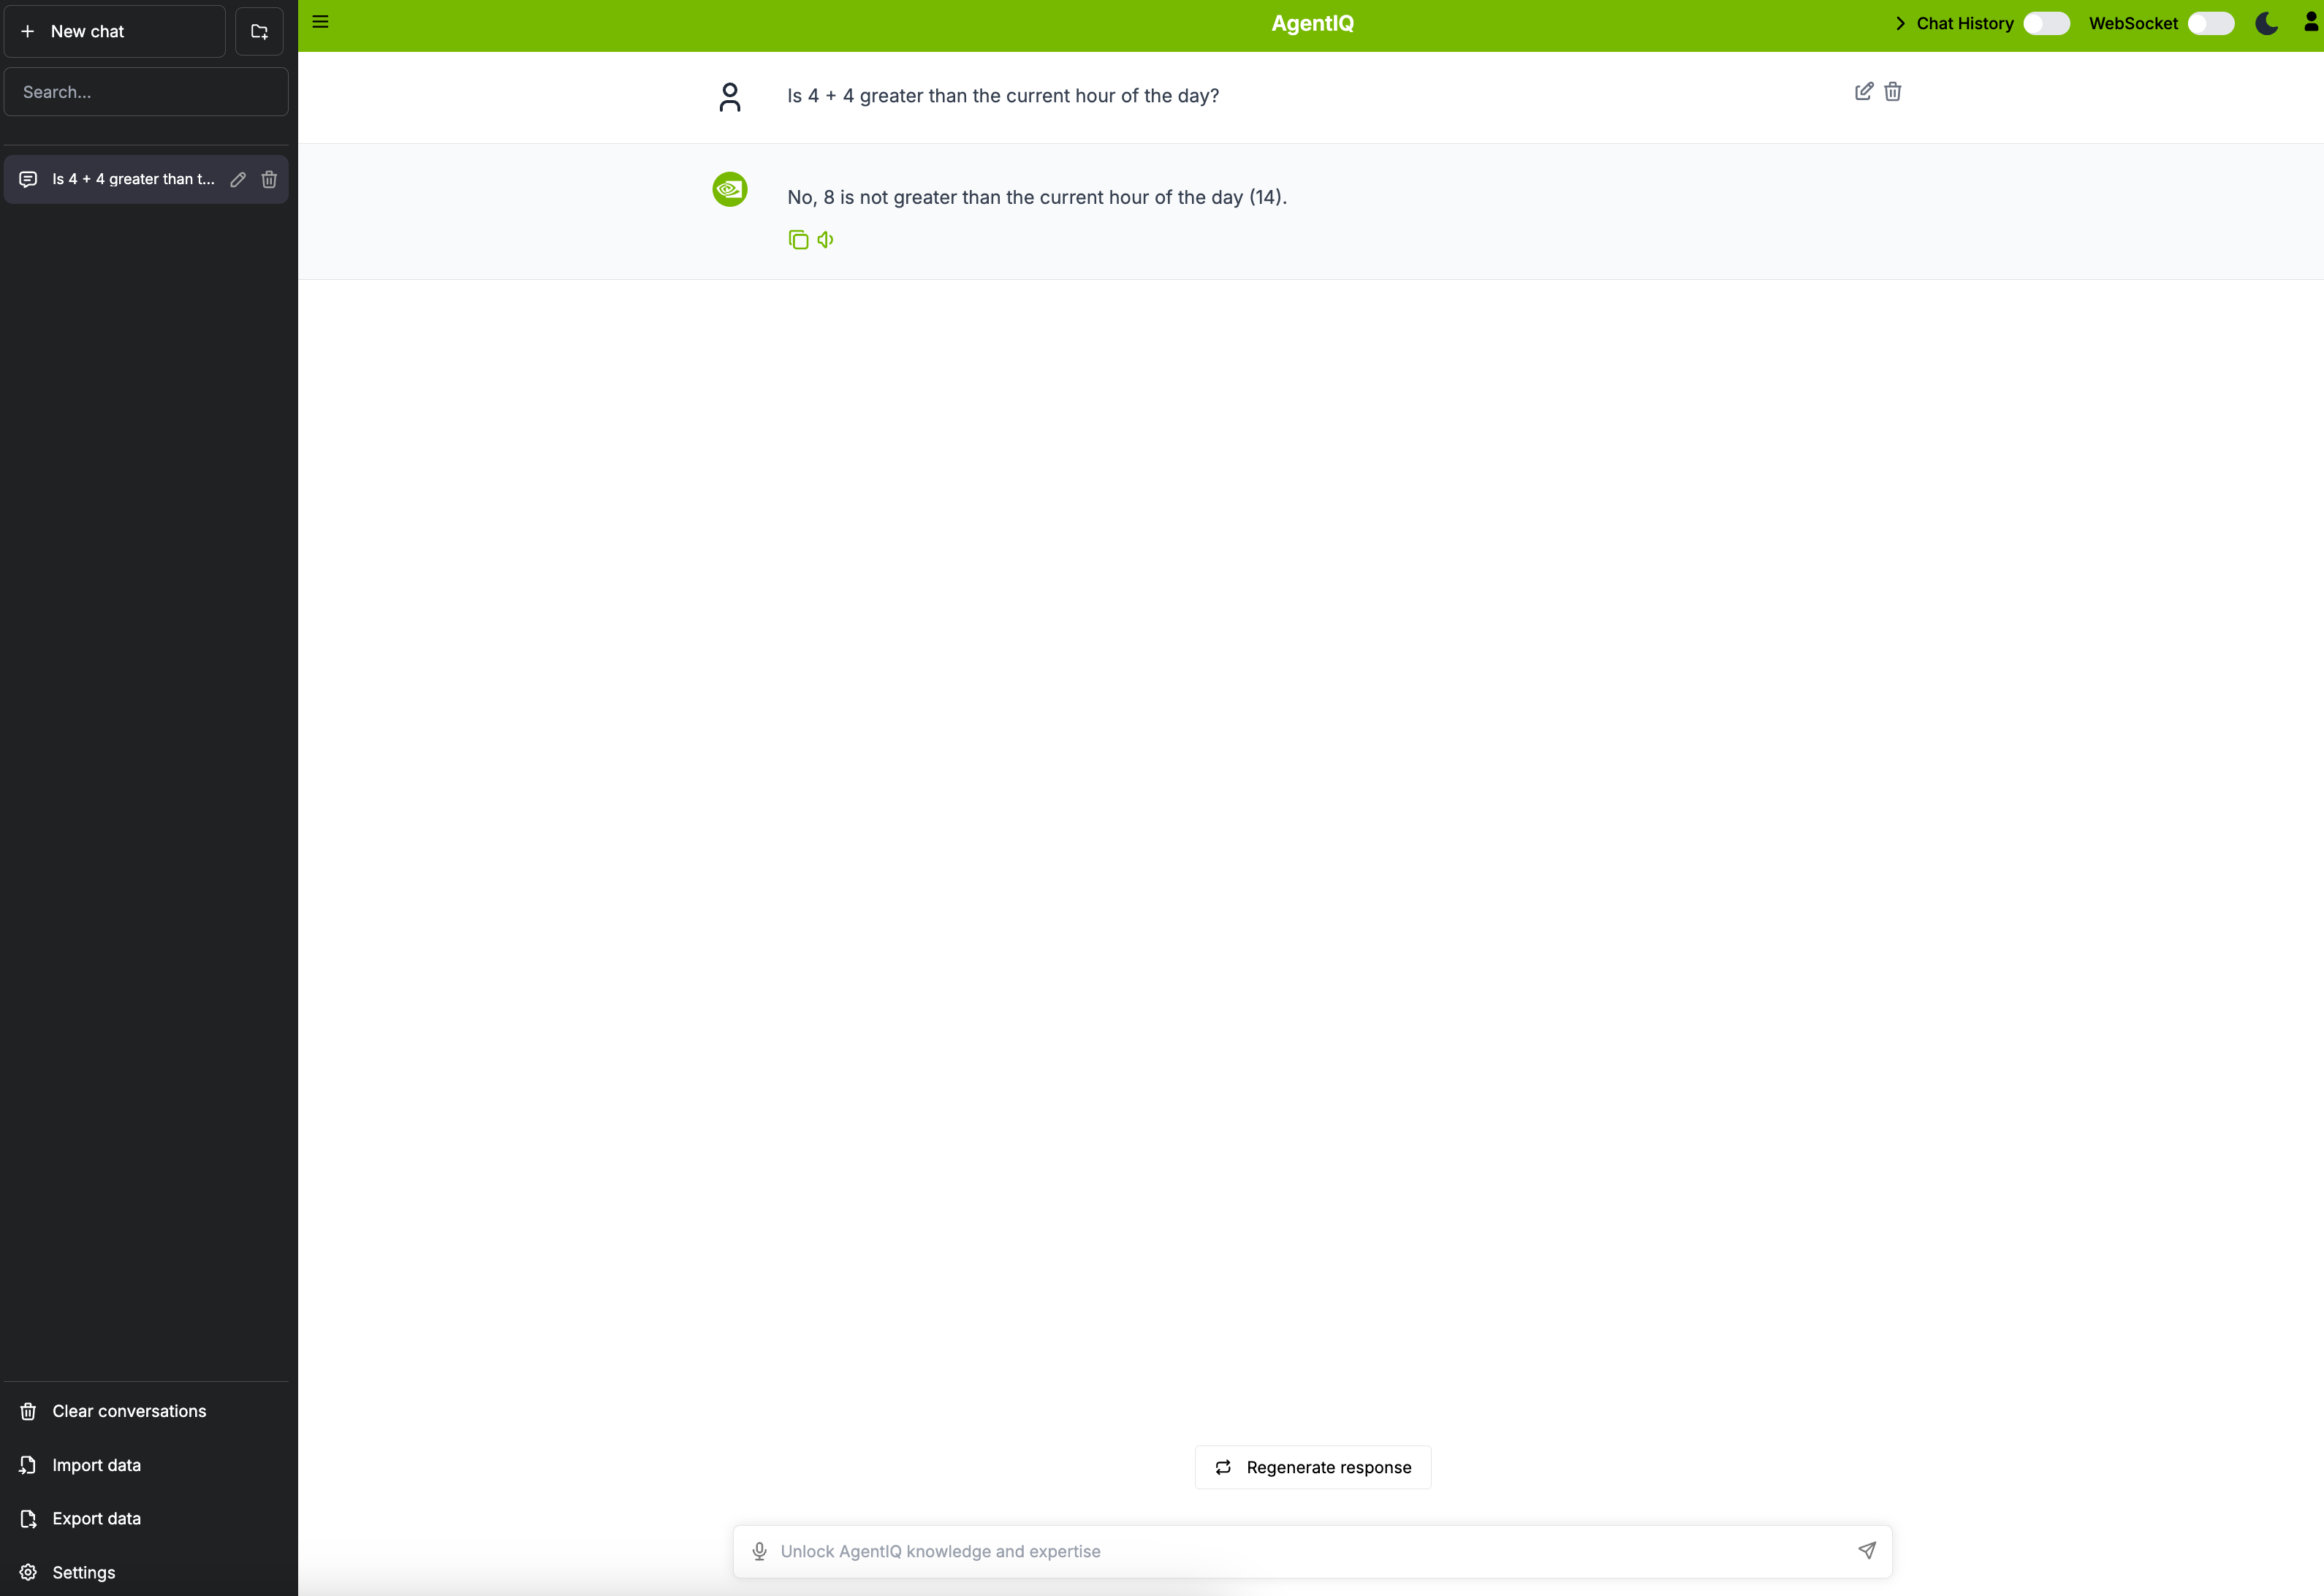 New chat
Search...
Is 4 + 4 greater than t...
Clear conversations
Import data
Export data
Settings
AgentIQ
Chat History
WebSocket
Is 4 + 4 greater than the current hour of the day?
No, 8 is not greater than the current hour of the day (14).
Regenerate response
Unlock AgentIQ knowledge and expertise